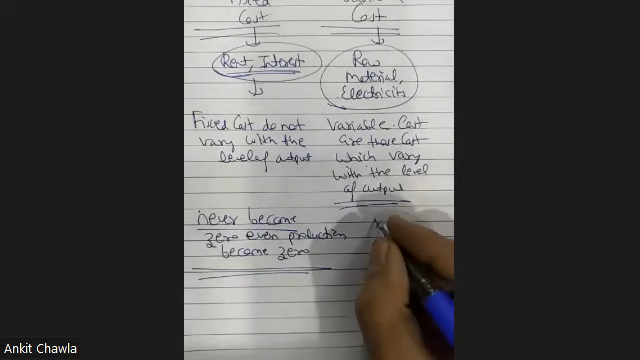 Fixed
Cost
Cost
Rent, Interest
Raw
Material,
Electricity
Fixed Cost do not
vary with the
level of output
Variable Cost
are those Cost
which vary
with the level
of output
never become
zero even production
become zero
Ankit Chawla